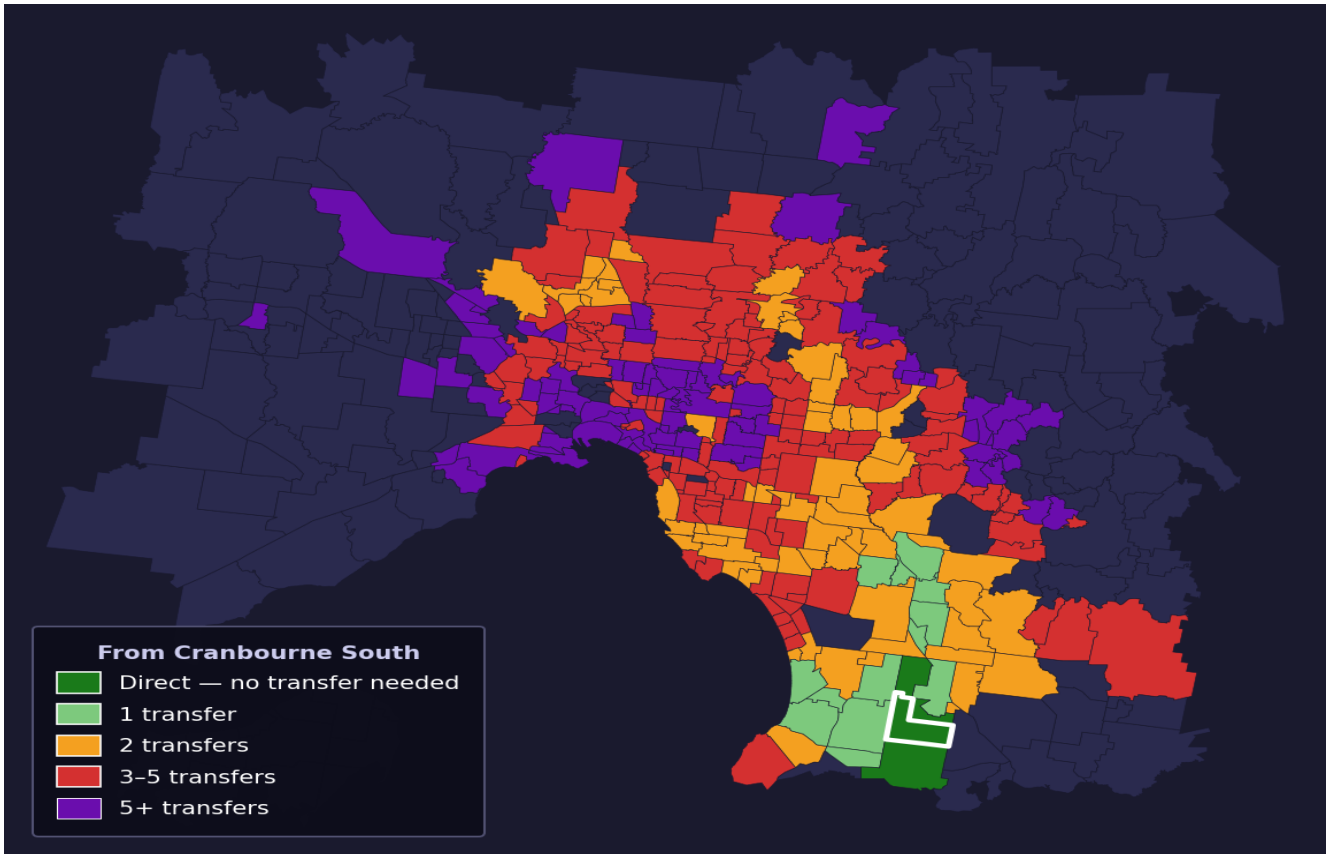 From Cranbourne South
Direct — no transfer needed
1 transfer
2 transfers
3–5 transfers
5+ transfers